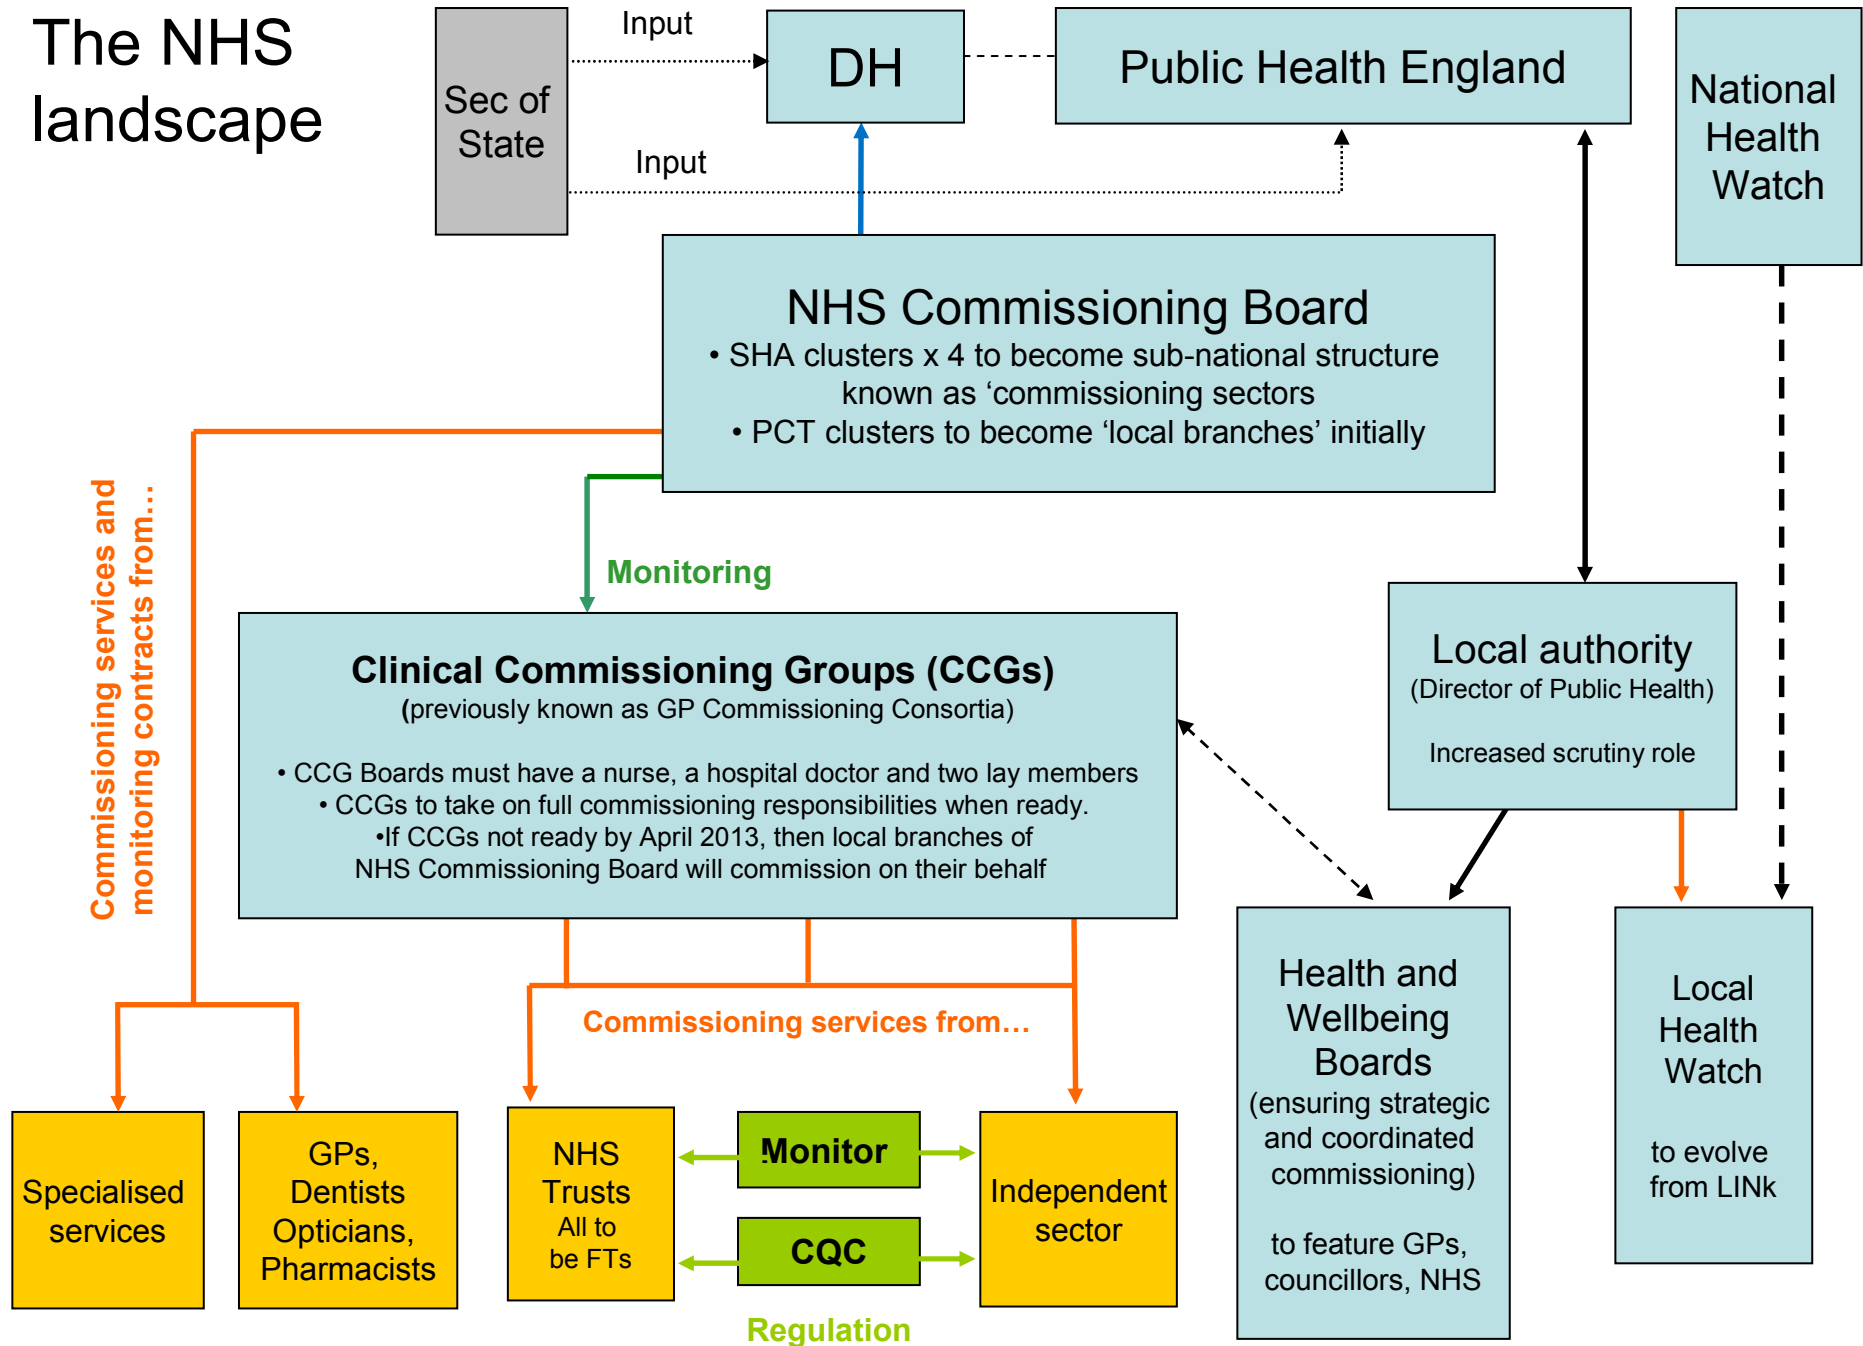 The NHS
landscape
Sec of
State
Input
Input
DH
Public Health England
National
Health
Watch
NHS Commissioning Board
• SHA clusters x 4 to become sub-national structure
known as ‘commissioning sectors
• PCT clusters to become ‘local branches’ initially
Commissioning services and
monitoring contracts from…
Monitoring
Clinical Commissioning Groups (CCGs)
(previously known as GP Commissioning Consortia)
• CCG Boards must have a nurse, a hospital doctor and two lay members
• CCGs to take on full commissioning responsibilities when ready.
•If CCGs not ready by April 2013, then local branches of
NHS Commissioning Board will commission on their behalf
Local authority
(Director of Public Health)
Increased scrutiny role
Commissioning services from…
Specialised
services
GPs,
Dentists
Opticians,
Pharmacists
NHS
Trusts
All to
be FTs
Monitor
CQC
Regulation
Independent
sector
Health and
Wellbeing
Boards
(ensuring strategic
and coordinated
commissioning)
to feature GPs,
councillors, NHS
Local
Health
Watch
to evolve
from LINk